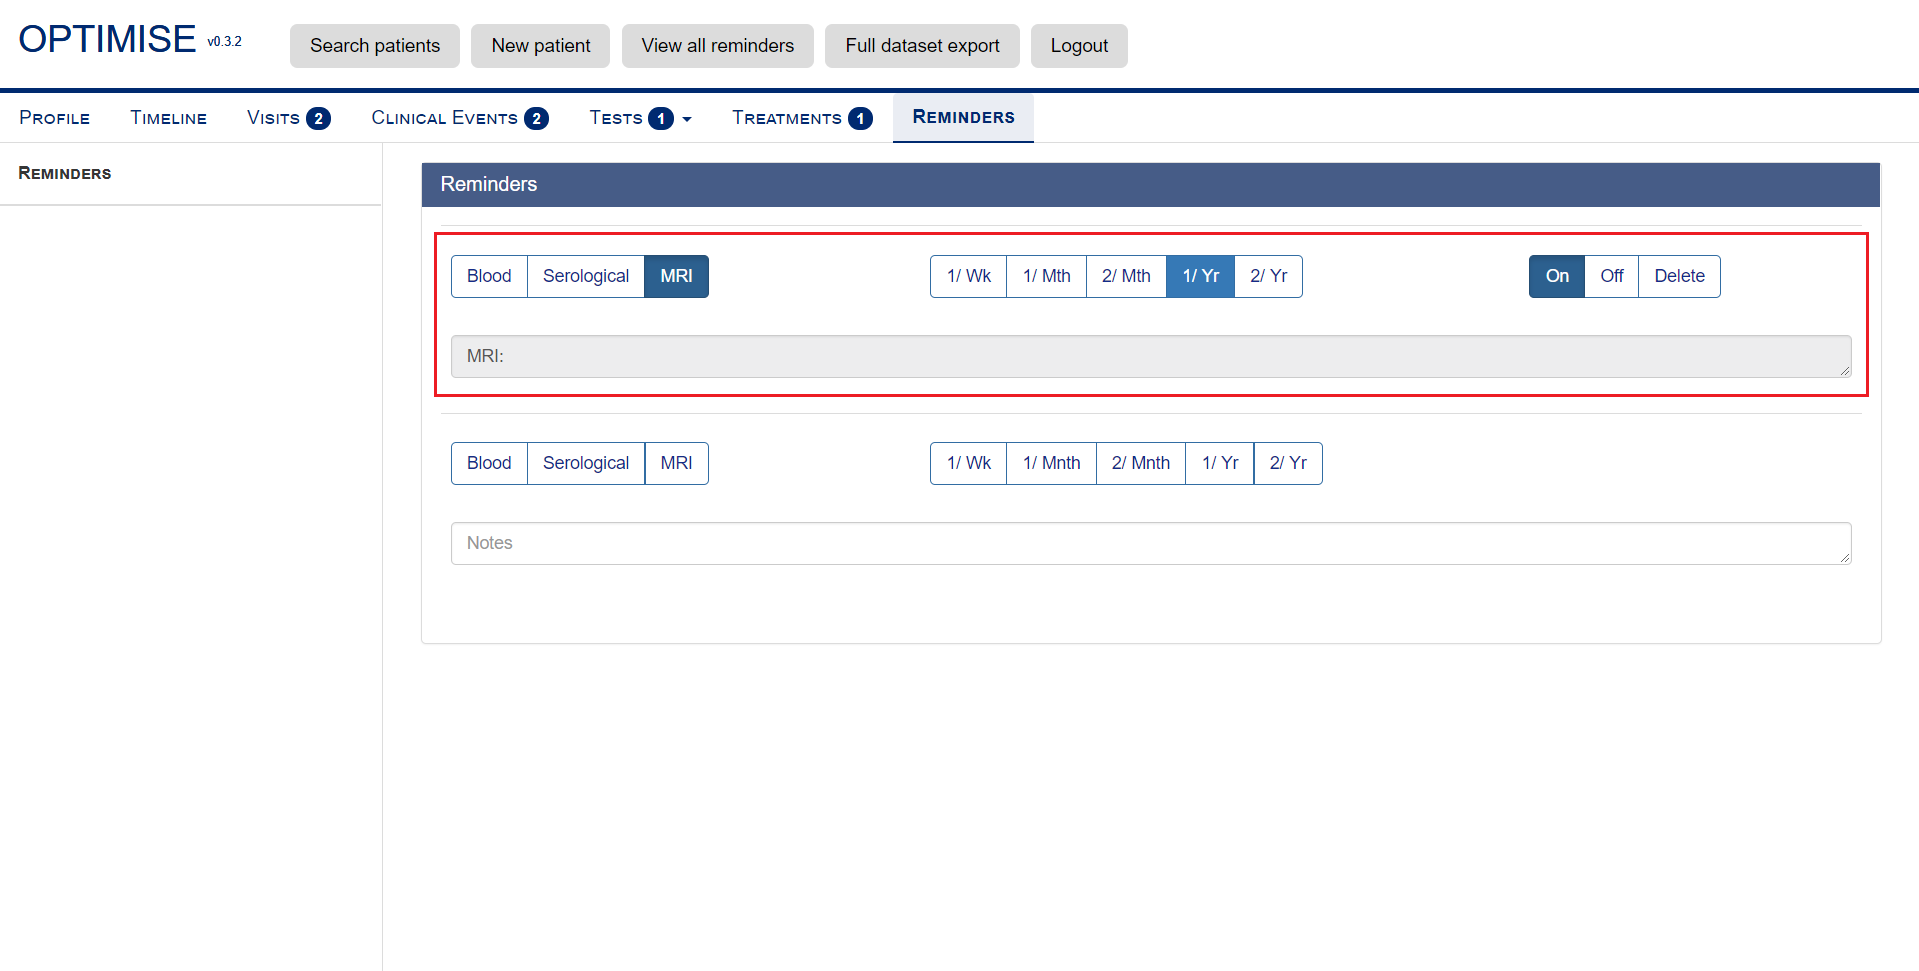 OPTIMISE v0.3.2 Search patients New patient View all reminders Full dataset export Logout
Profile Timeline Visits 2 Clinical Events 2 Tests 1 Treatments 1 Reminders
Reminders
Reminders
Blood Serological MRI 1/ Wk 1/ Mth 2/ Mth 1/ Yr 2/ Yr On Off Delete
MRI:
Blood Serological MRI 1/ Wk 1/ Mnth 2/ Mnth 1/ Yr 2/ Yr
Notes